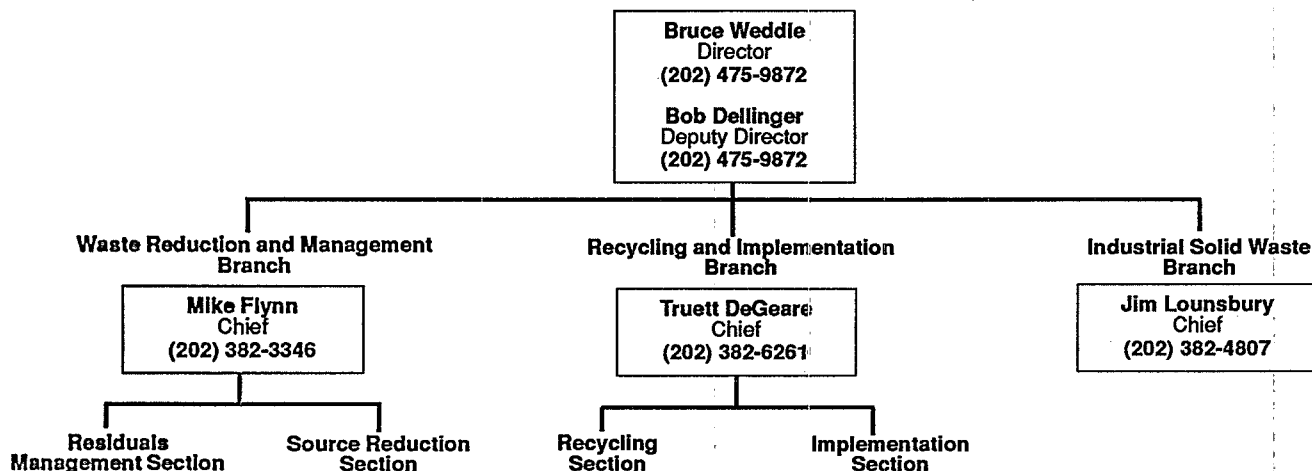 Bruce Weddle
Director
(202) 475-9872
Bob Dellinger
Deputy Director
(202) 475-9872
Waste Reduction and Management
Branch
Mike Flynn
Chief
(202) 382-3346
Residuals
Management Section
Source Reduction
Section
Recycling and Implementation
Branch
Truett DeGeare
Chief
(202) 382-6261
Recycling
Section
Implementation
Section
Industrial Solid Waste
Branch
Jim Lounsbury
Chief
(202) 382-4807